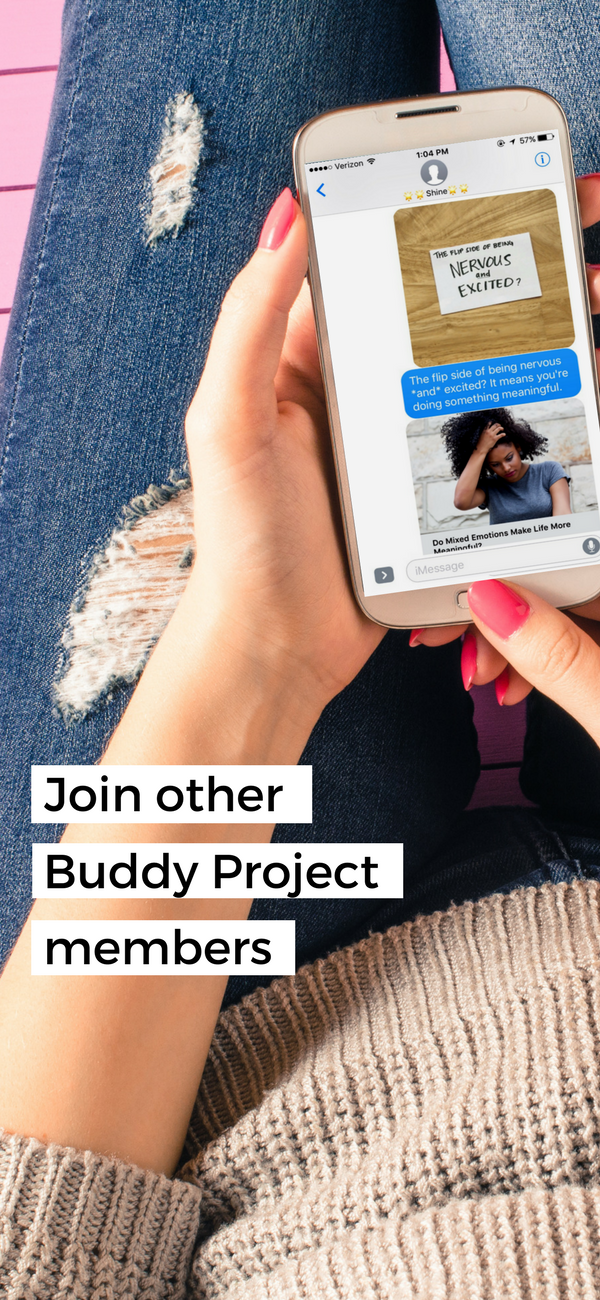 Verizon 1:04 PM 57%
Shine
THE FLIP SIDE OF BEING
NERVOUS
and
EXCITED?
The flip side of being nervous
*and* excited? It means you're
doing something meaningful.
Do Mixed Emotions Make Life More
Meaningful?
iMessage
Join other
Buddy Project
members